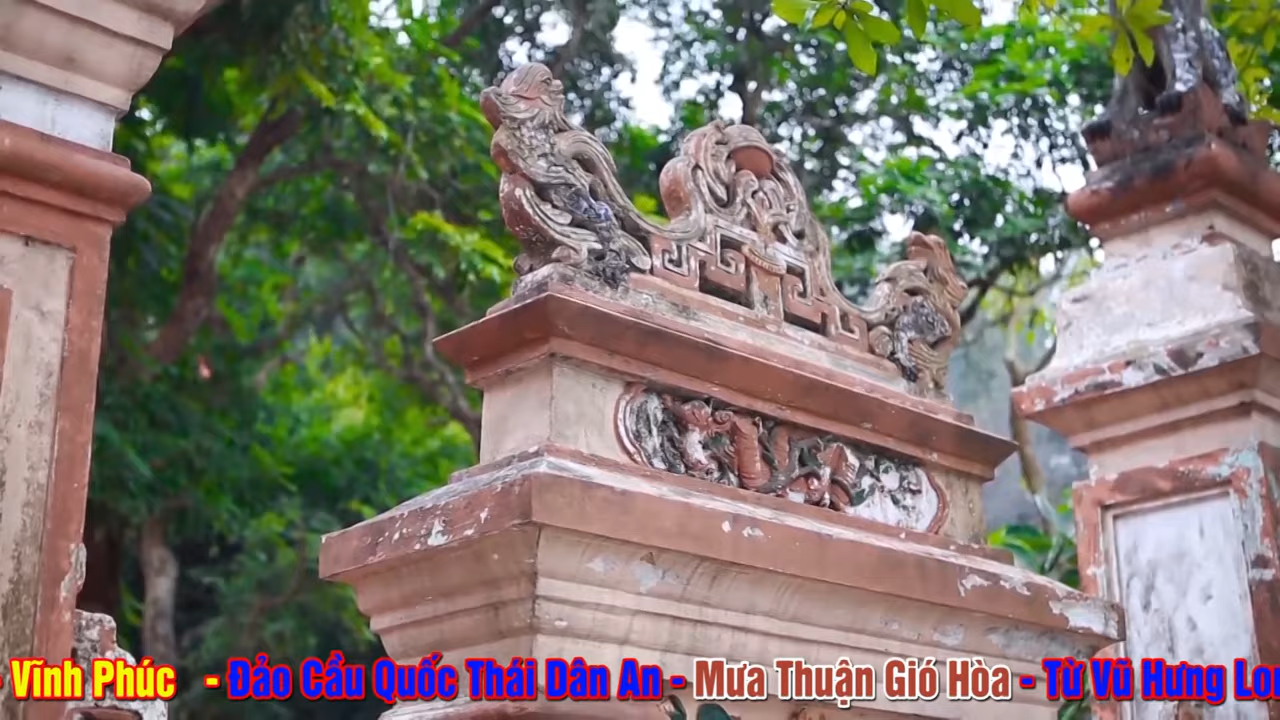 - Vĩnh Phúc - Đảo Cầu Quốc Thái Dân An - Mưa Thuận Gió Hòa - Từ Vũ Hưng